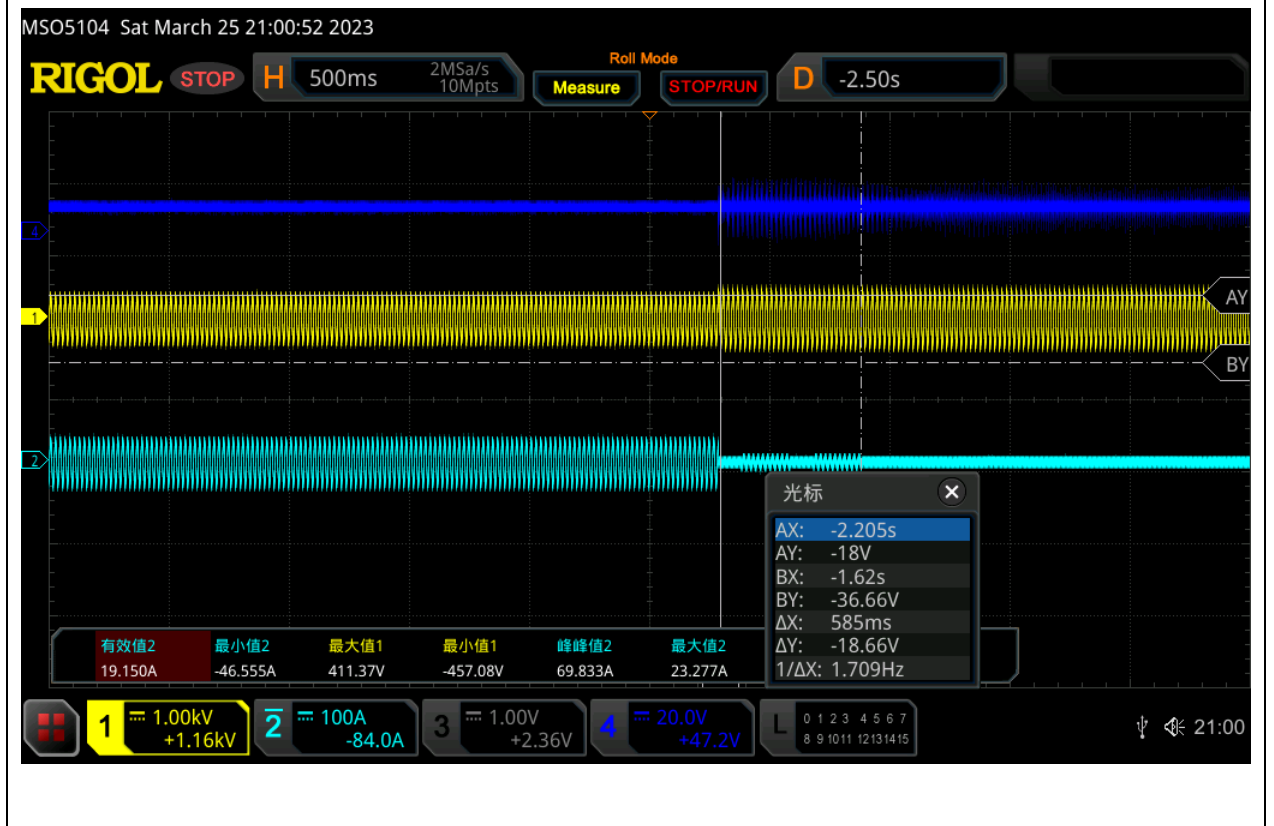 MSO5104 Sat March 25 21:00:52 2023
RIGOL STOP H 500ms 2MSa/s 10Mpts Roll Mode Measure STOP/RUN D -2.50s
4
AY
1
BY
2
光标
AX: -2.205s
AY: -18V
BX: -1.62s
BY: -36.66V
ΔX: 585ms
ΔY: -18.66V
1/ΔX: 1.709Hz
有效值2 最小值2 最大值1 最小值1 峰峰值2 最大值2
19.150A -46.555A 411.37V -457.08V 69.833A 23.277A
1 1.00kV +1.16kV 2 100A -84.0A 3 1.00V +2.36V 4 20.0V +47.2V L 0 1 2 3 4 5 6 7 8 9 10 11 12 13 14 15 21:00